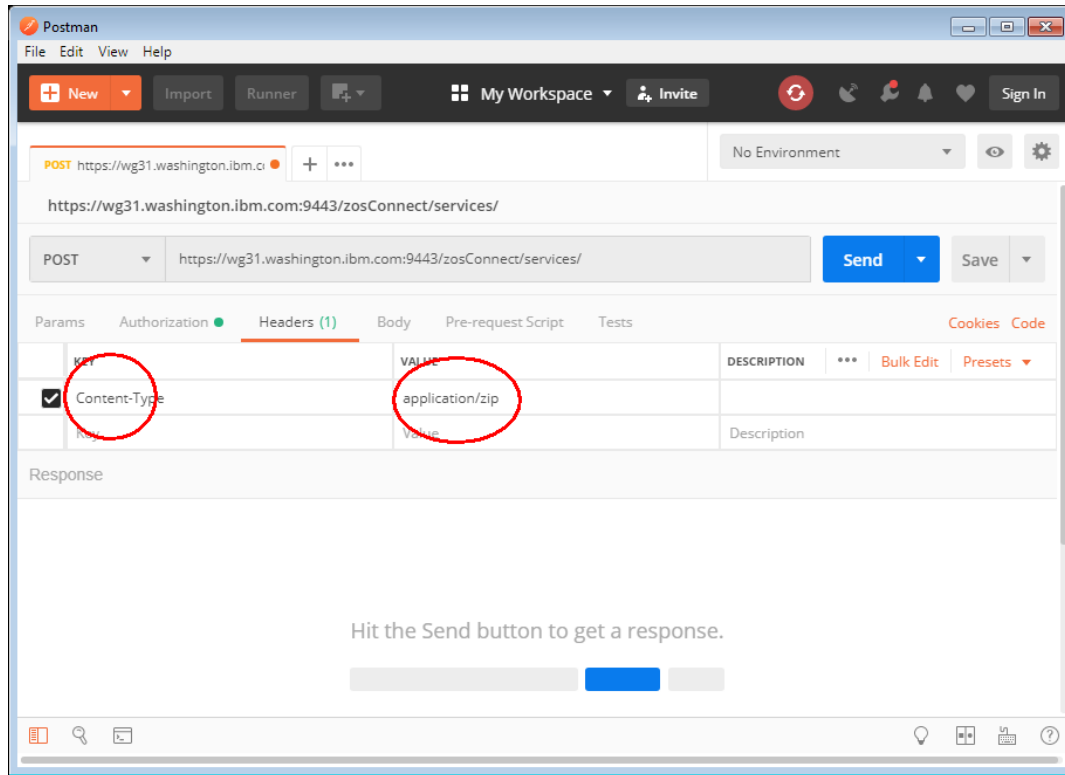 Postman
File Edit View Help
New Import Runner My Workspace Invite Sign In
POST https://wg31.washington.ibm.c No Environment
https://wg31.washington.ibm.com:9443/zosConnect/services/
POST https://wg31.washington.ibm.com:9443/zosConnect/services/ Send Save
Params Authorization Headers (1) Body Pre-request Script Tests Cookies Code
KEY VALUE DESCRIPTION Bulk Edit Presets
Content-Type application/zip
Key Value Description
Response
Hit the Send button to get a response.